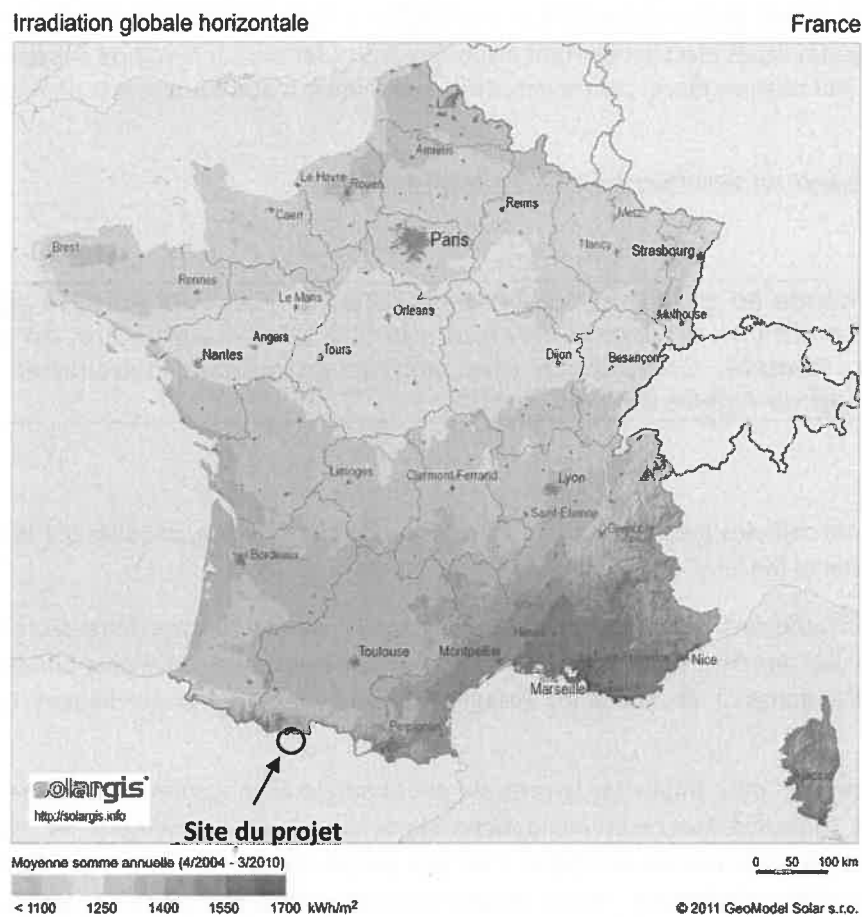 Irradiation globale horizontale
France
Amiens
Le Havre
Rouen
Reims
Metz
Caen
Paris
Nancy
Strasbourg
Brest
Rennes
Le Mans
Orleans
Mulhouse
Angers
Nantes
Tours
Dijon
Besançon
Limoges
Clermont-Ferrand
Lyon
Saint-Etienne
Grenoble
Bordeaux
Nimes
Toulouse
Montpellier
Nice
Marseille
Perpignan
solargis
http://solargis.info
Site du projet
Moyenne somme annuelle (4/2004 - 3/2010)
0 50 100 km
< 1100 1250 1400 1550 1700 kWh/m²
© 2011 GeoModel Solar s.r.o.